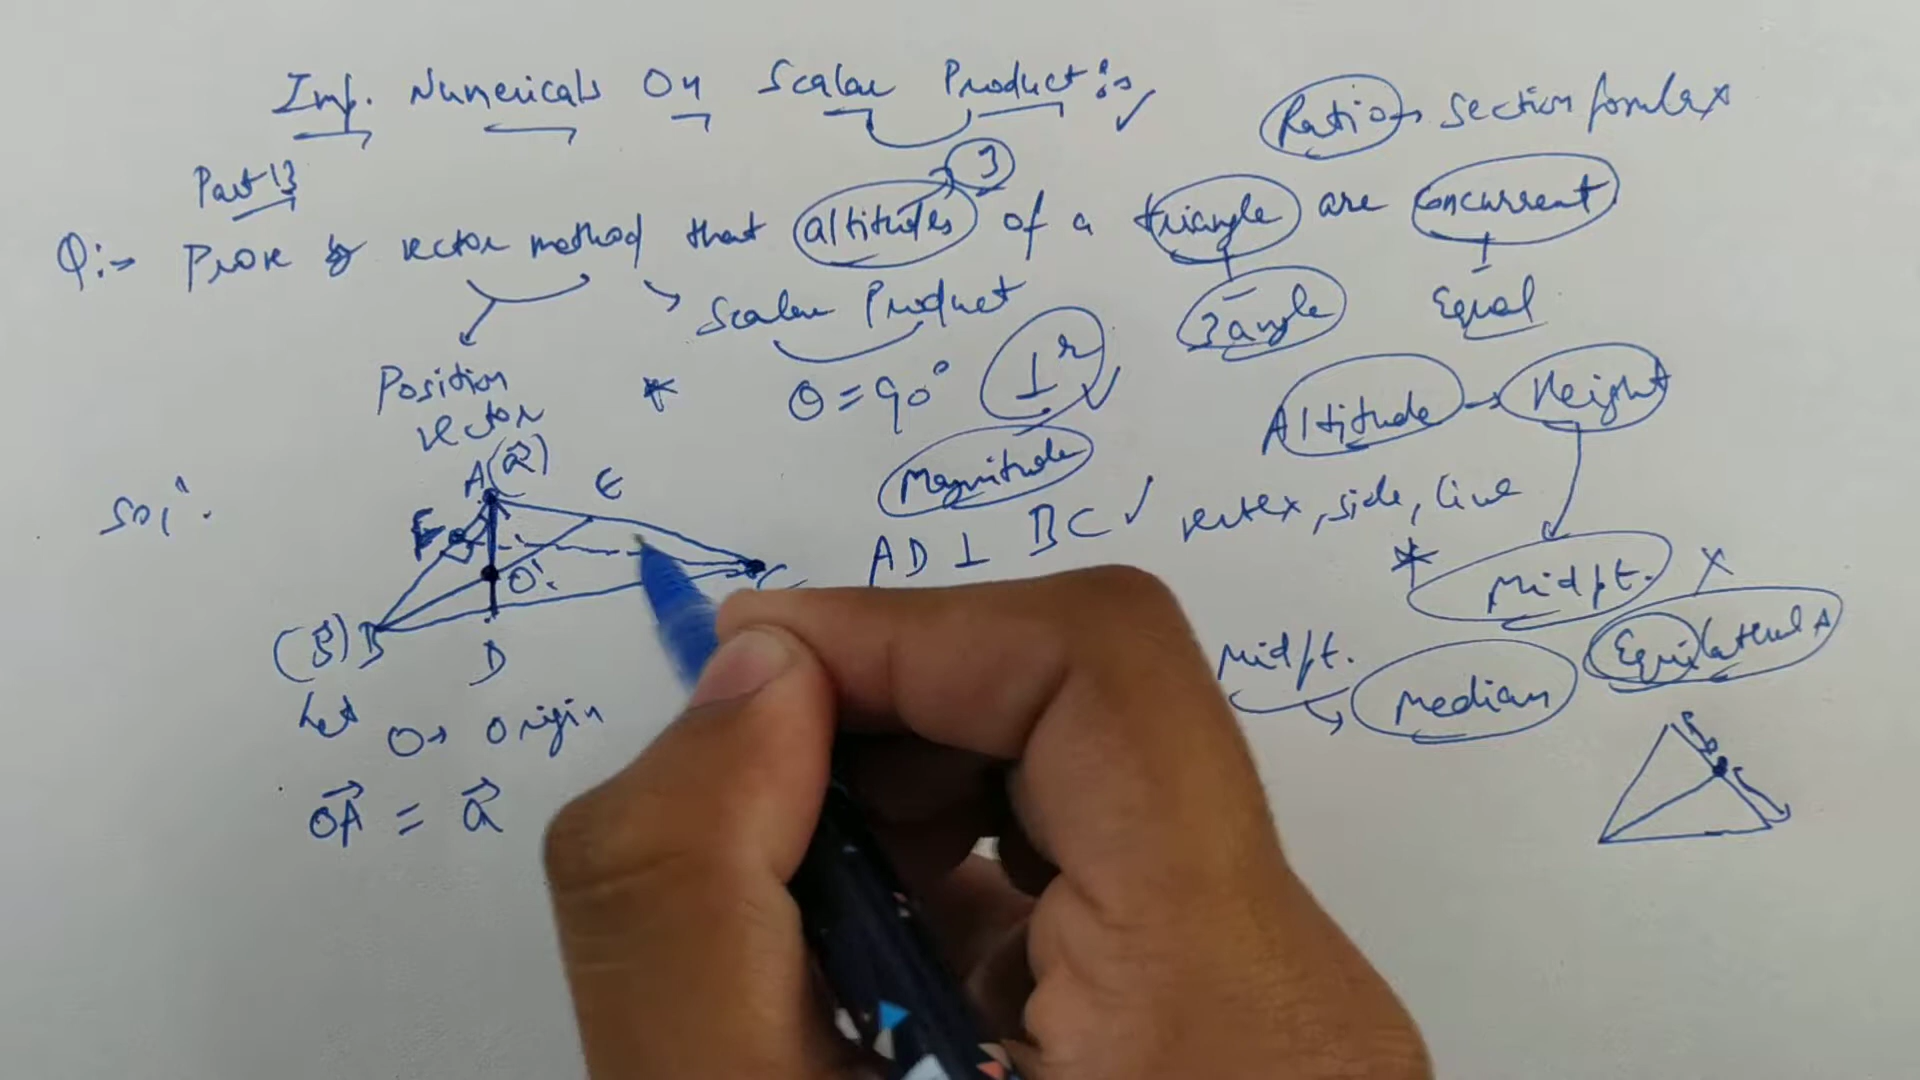 Imp. Numericals On Scalar Product :-
Ratio → Section formula x
Part 13
3
Q:→ Prove by vector method that altitudes of a triangle are concurrent
3 angle
Equal
Scalar Product
Position
vector
* θ = 90° ⊥r
Altitude → Height
Magnitude
Sol:
A(a⃗) E
AD ⊥ BC ✓ vertex, side, line
F
O
C
* Mid pt. X
(b⃗) B
D
Mid pt.
Median
Equilateral Δ
Let O → Origin
OA⃗ = a⃗